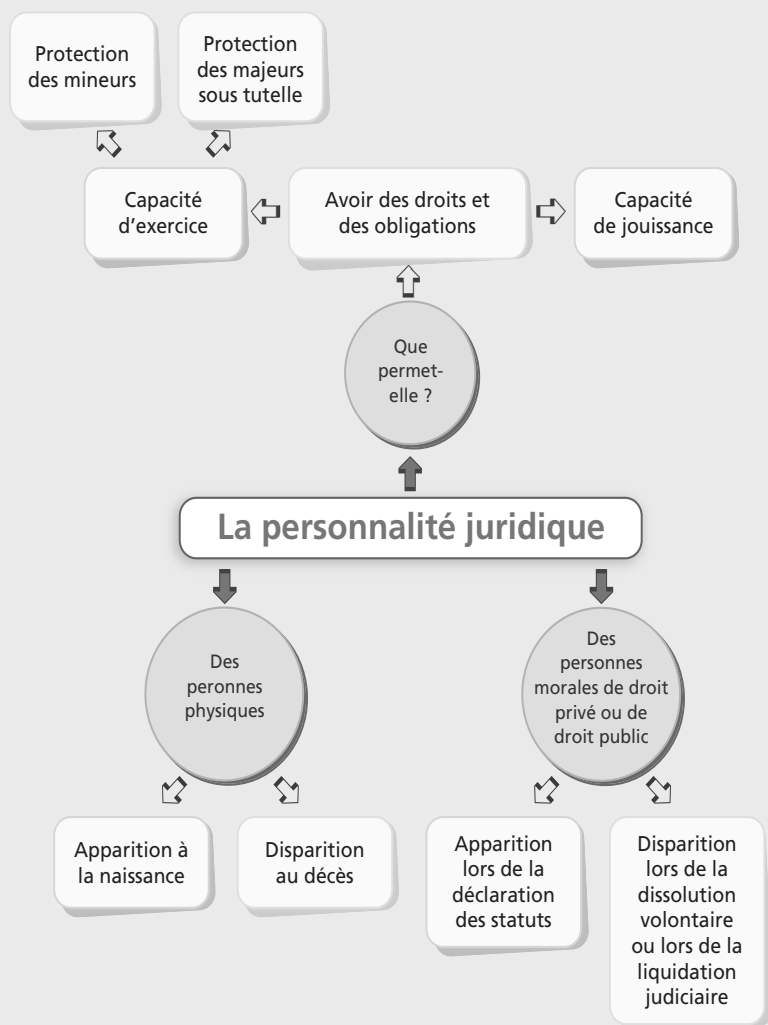 Protection
des mineurs
Protection
des majeurs
sous tutelle
Capacité
d'exercice
Avoir des droits et
des obligations
Capacité
de jouissance
Que
permet-
elle ?
La personnalité juridique
Des
peronnes
physiques
Des
personnes
morales de droit
privé ou de
droit public
Apparition à
la naissance
Disparition
au décès
Apparition
lors de la
déclaration
des statuts
Disparition
lors de la
dissolution
volontaire
ou lors de la
liquidation
judiciaire